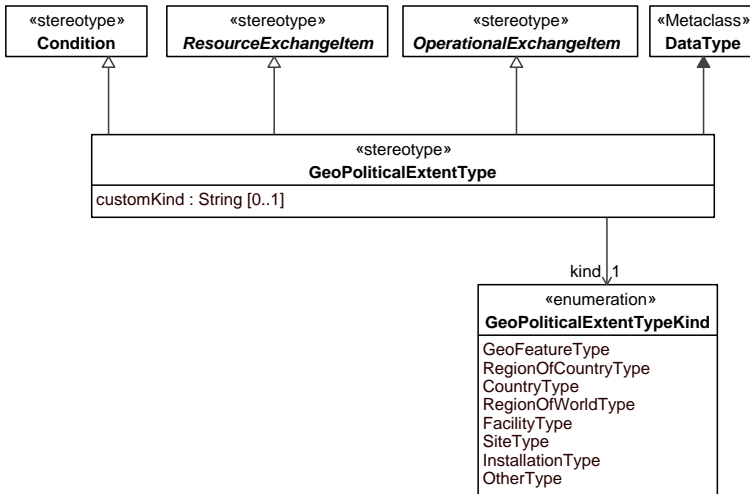 «stereotype»
Condition
«stereotype»
ResourceExchangeItem
«stereotype»
OperationalExchangeItem
«Metaclass»
DataType
«stereotype»
GeoPoliticalExtentType
customKind : String [0..1]
kind 1
«enumeration»
GeoPoliticalExtentTypeKind
GeoFeatureType
RegionOfCountryType
CountryType
RegionOfWorldType
FacilityType
SiteType
InstallationType
OtherType